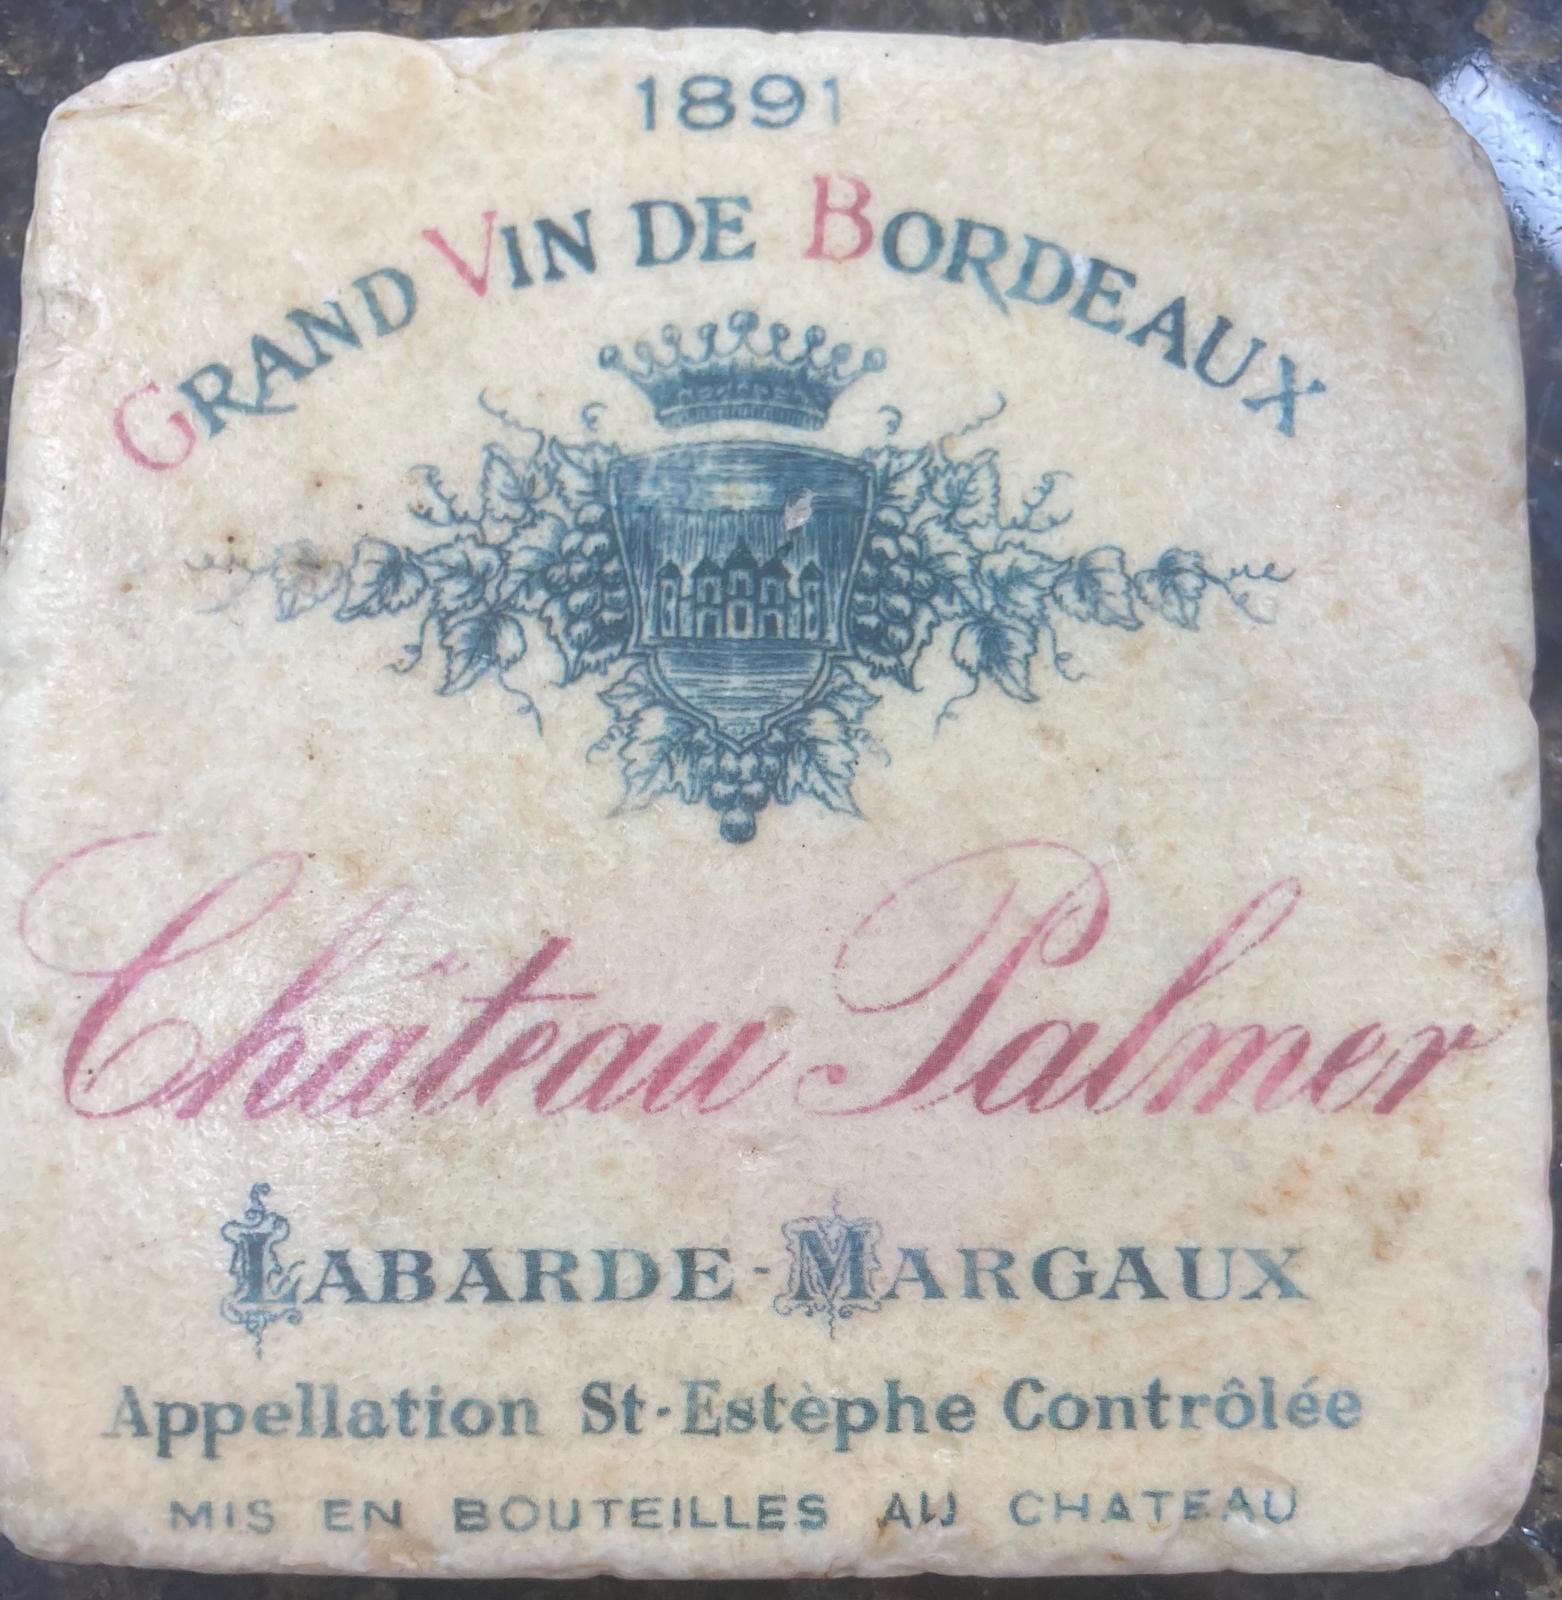 1891
GRAND VIN DE BORDEAUX
Château Palmer
LABARDE-MARGAUX
Appellation St-Estèphe Contrôlée
MIS EN BOUTEILLES AU CHATEAU